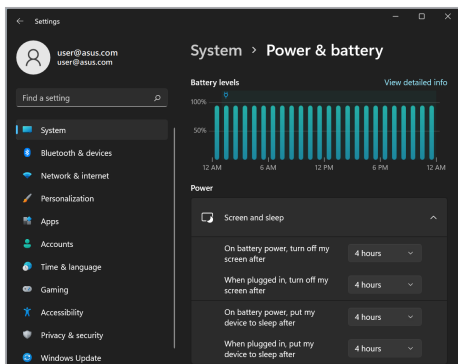 Settings
user@asus.com
user@asus.com
Find a setting
System
Bluetooth & devices
Network & internet
Personalization
Apps
Accounts
Time & language
Gaming
Accessibility
Privacy & security
Windows Update
System > Power & battery
Battery levels
View detailed info
100%
50%
12 AM 6 AM 12 PM 6 PM 12 AM
Power
Screen and sleep
On battery power, turn off my
screen after
4 hours
When plugged in, turn off my
screen after
4 hours
On battery power, put my
device to sleep after
4 hours
When plugged in, put my
device to sleep after
4 hours